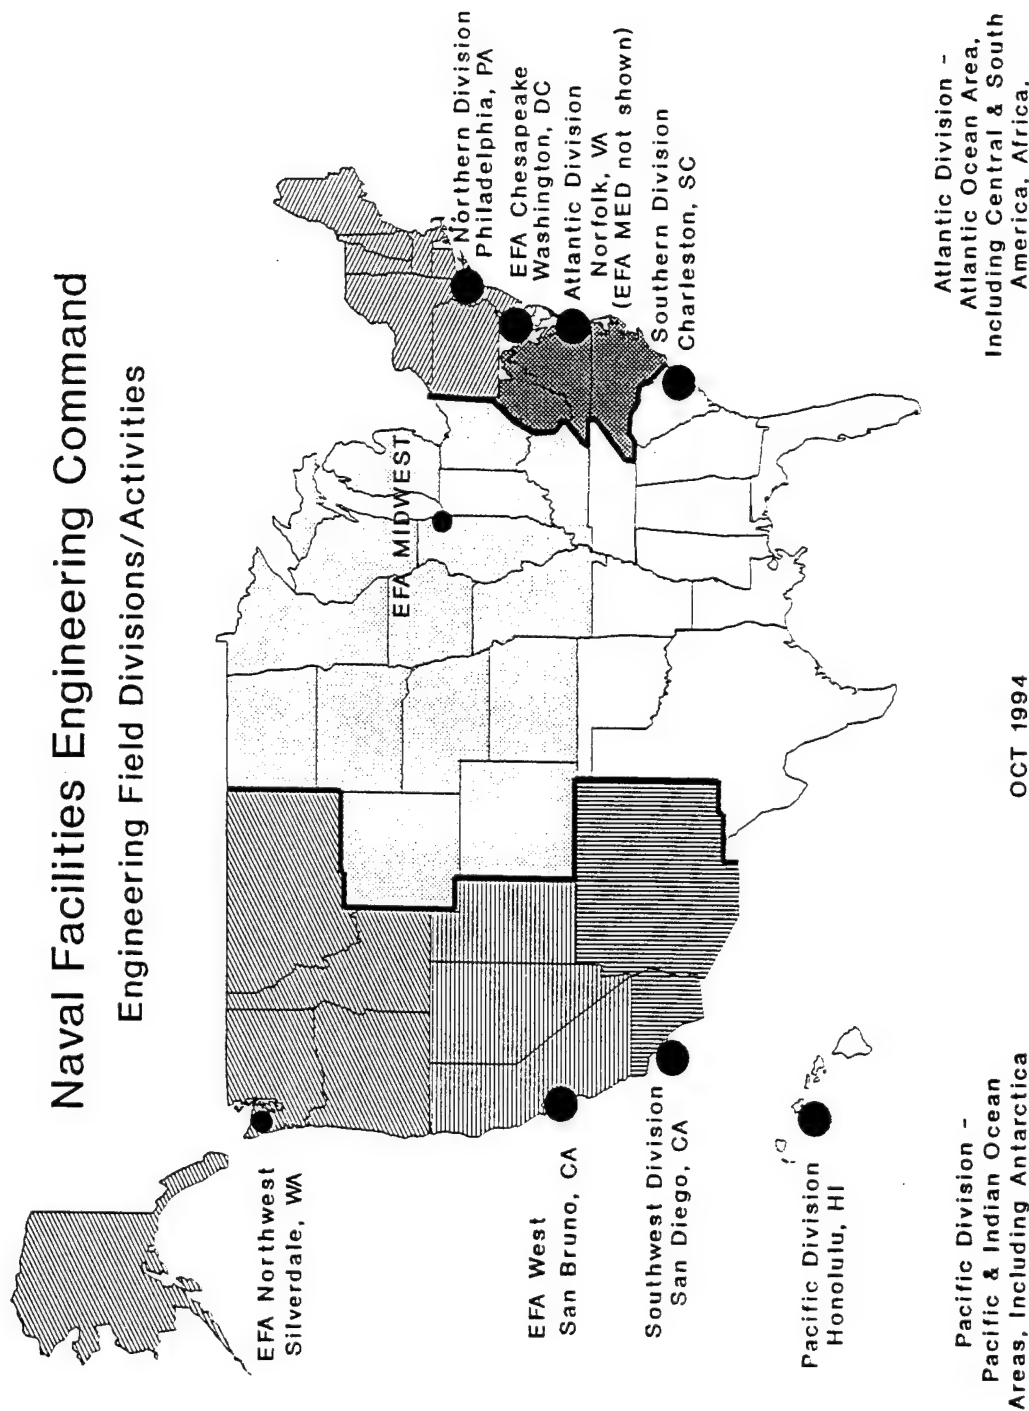 Naval Facilities Engineering Command
Engineering Field Divisions/Activities
EFA Northwest
Silverdale, WA
EFA West
San Bruno, CA
Southwest Division
San Diego, CA
Pacific Division
Honolulu, HI
EFA MIDWEST
Northern Division
Philadelphia, PA
EFA Chesapeake
Washington, DC
Atlantic Division
Norfolk, VA
(EFA MED not shown)
Southern Division
Charleston, SC
Pacific Division -
Pacific & Indian Ocean
Areas, Including Antarctica
OCT 1994
Atlantic Division -
Atlantic Ocean Area,
Including Central & South
America, Africa,